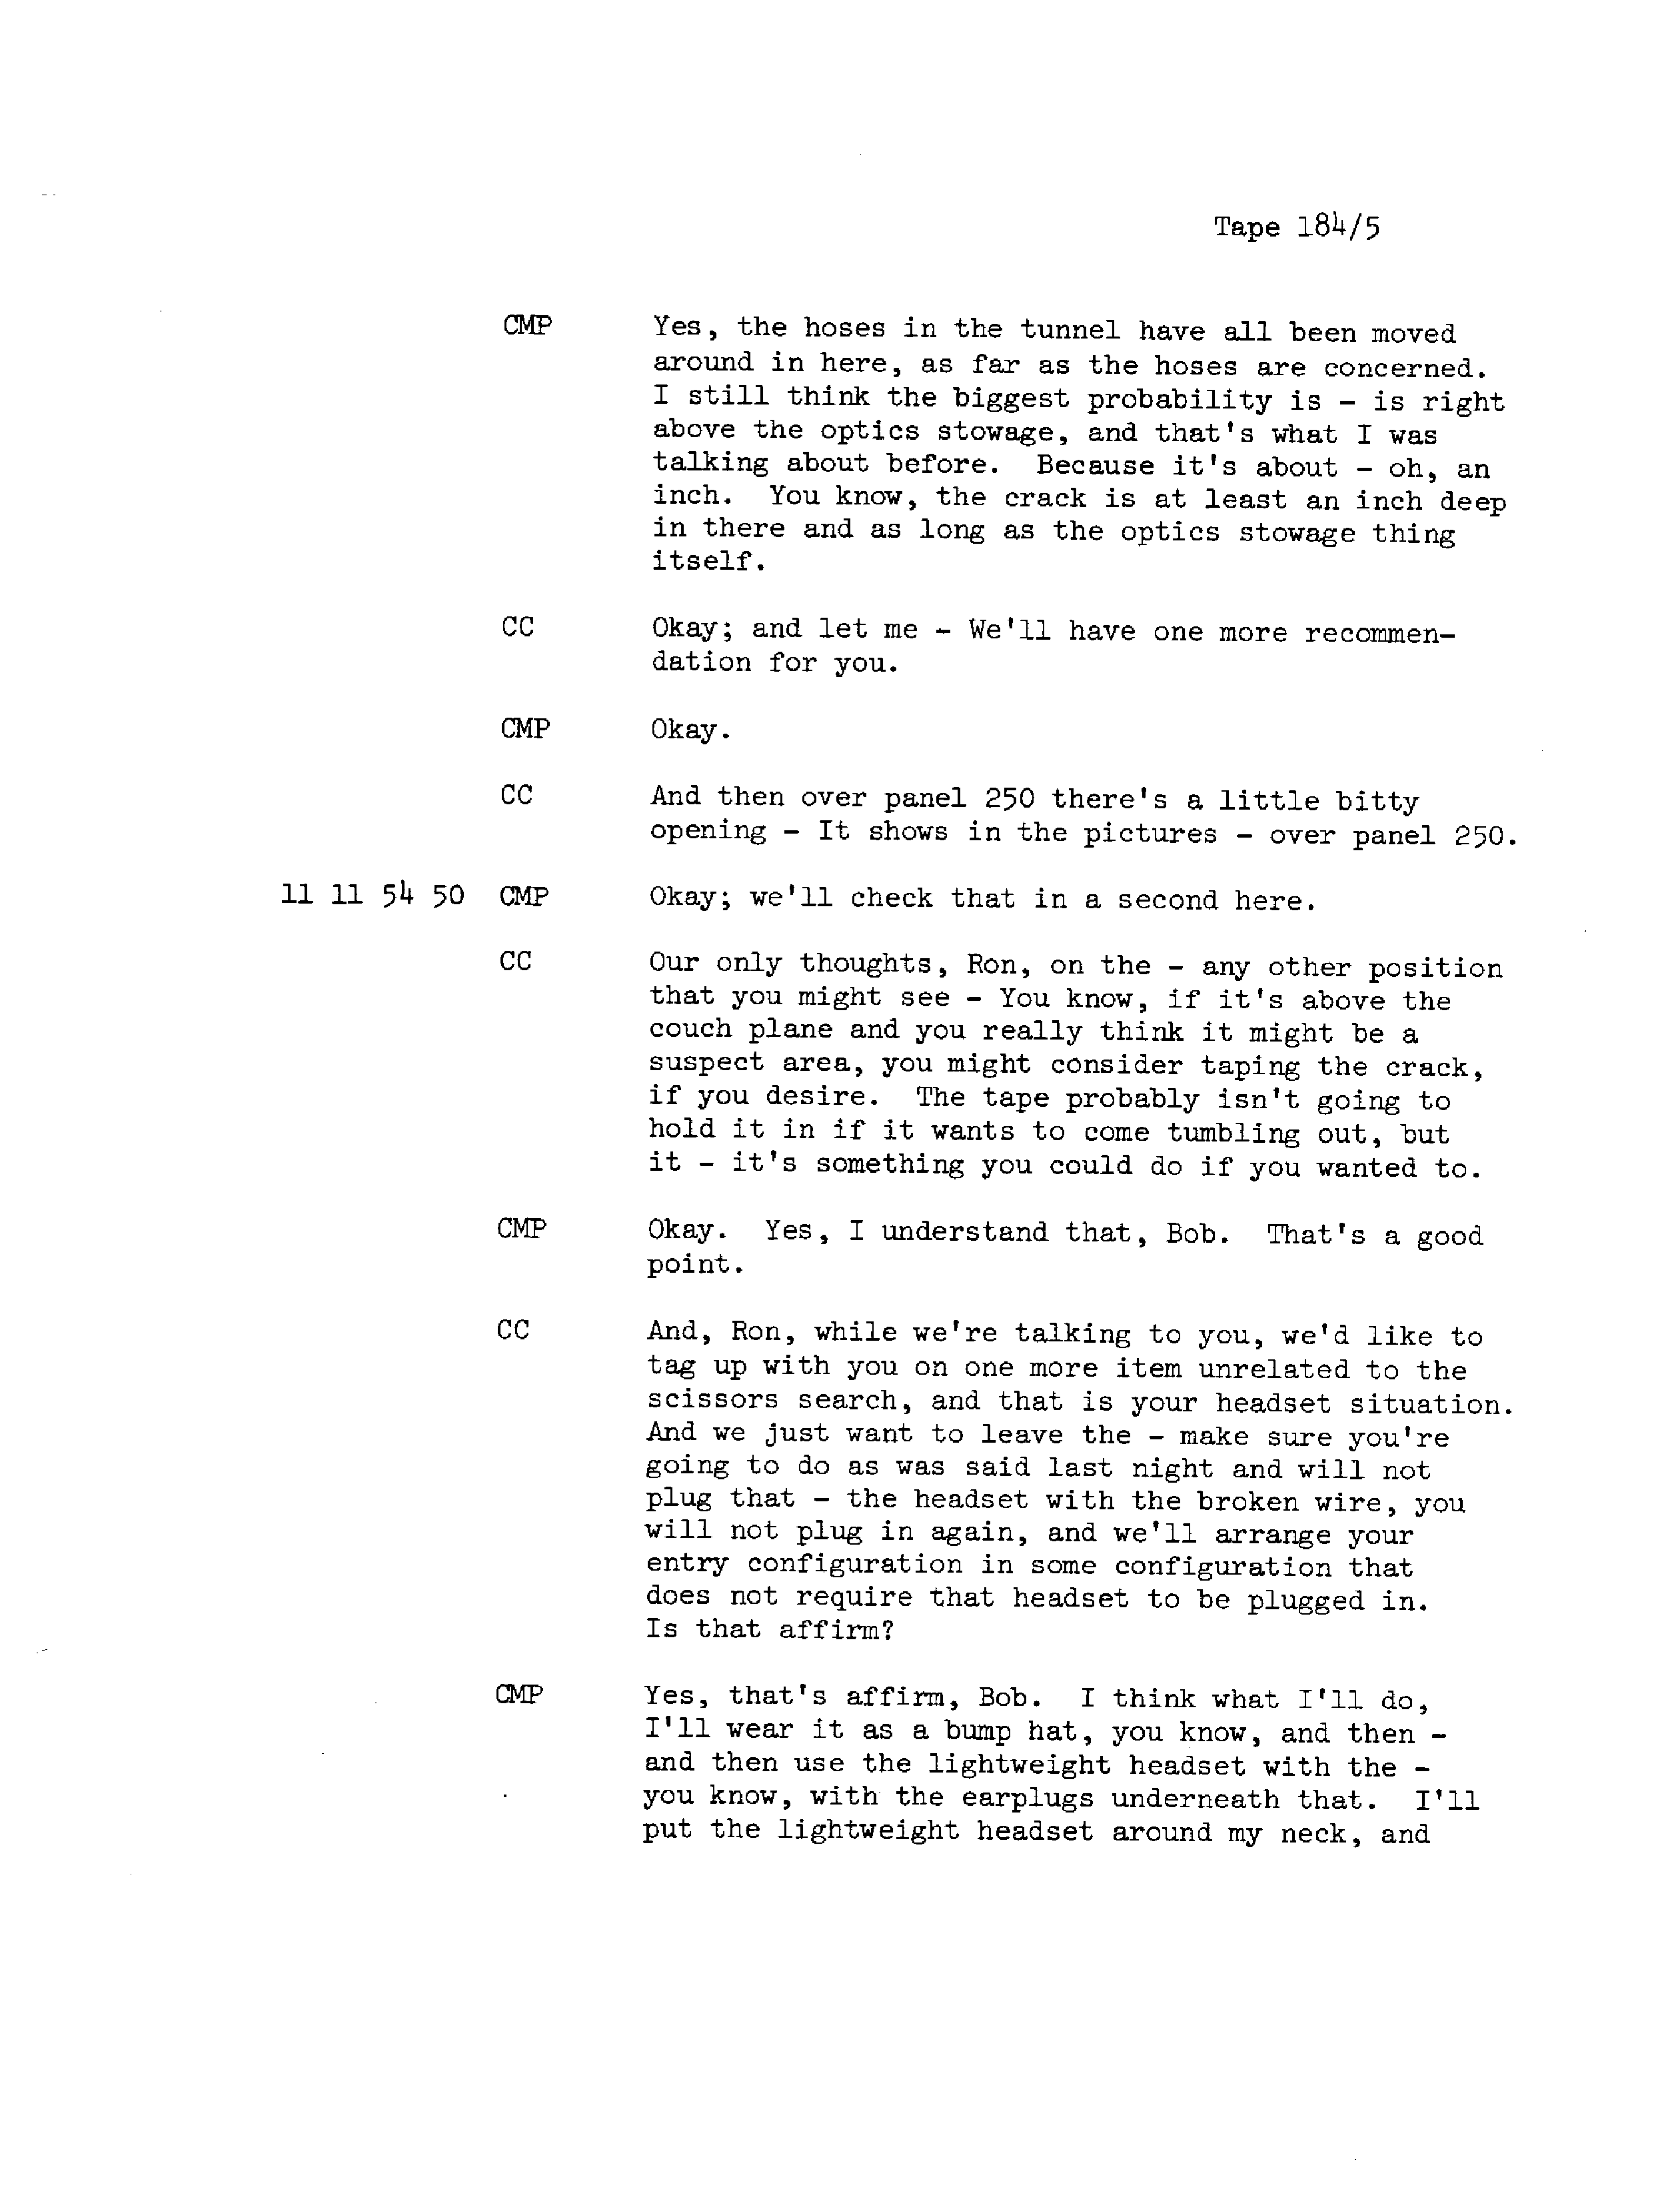 Tape 184/5
CMP Yes, the hoses in the tunnel have all been moved
around in here, as far as the hoses are concerned.
I still think the biggest probability is - is right
above the optics stowage, and that's what I was
talking about before. Because it's about - oh, an
inch. You know, the crack is at least an inch deep
in there and as long as the optics stowage thing
itself.
CC Okay; and let me - We'll have one more recommen-
dation for you.
CMP Okay.
CC And then over panel 250 there's a little bitty
opening - It shows in the pictures - over panel 250.
11 11 54 50 CMP Okay; we'll check that in a second here.
CC Our only thoughts, Ron, on the - any other position
that you might see - You know, if it's above the
couch plane and you really think it might be a
suspect area, you might consider taping the crack,
if you desire. The tape probably isn't going to
hold it in if it wants to come tumbling out, but
it - it's something you could do if you wanted to.
CMP Okay. Yes, I understand that, Bob. That's a good
point.
CC And, Ron, while we're talking to you, we'd like to
tag up with you on one more item unrelated to the
scissors search, and that is your headset situation.
And we just want to leave the - make sure you're
going to do as was said last night and will not
plug that - the headset with the broken wire, you
will not plug in again, and we'll arrange your
entry configuration in some configuration that
does not require that headset to be plugged in.
Is that affirm?
CMP Yes, that's affirm, Bob. I think what I'll do,
I'll wear it as a bump hat, you know, and then -
and then use the lightweight headset with the -
you know, with the earplugs underneath that. I'll
put the lightweight headset around my neck, and